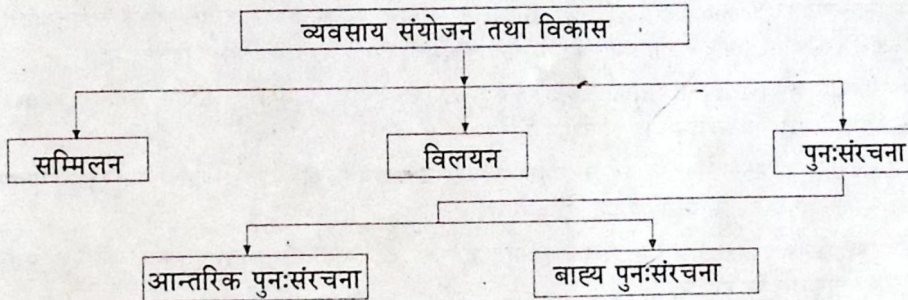 व्यवसाय संयोजन तथा विकास
सम्मिलन
विलयन
पुनःसंरचना
आन्तरिक पुनःसंरचना
बाह्य पुनःसंरचना